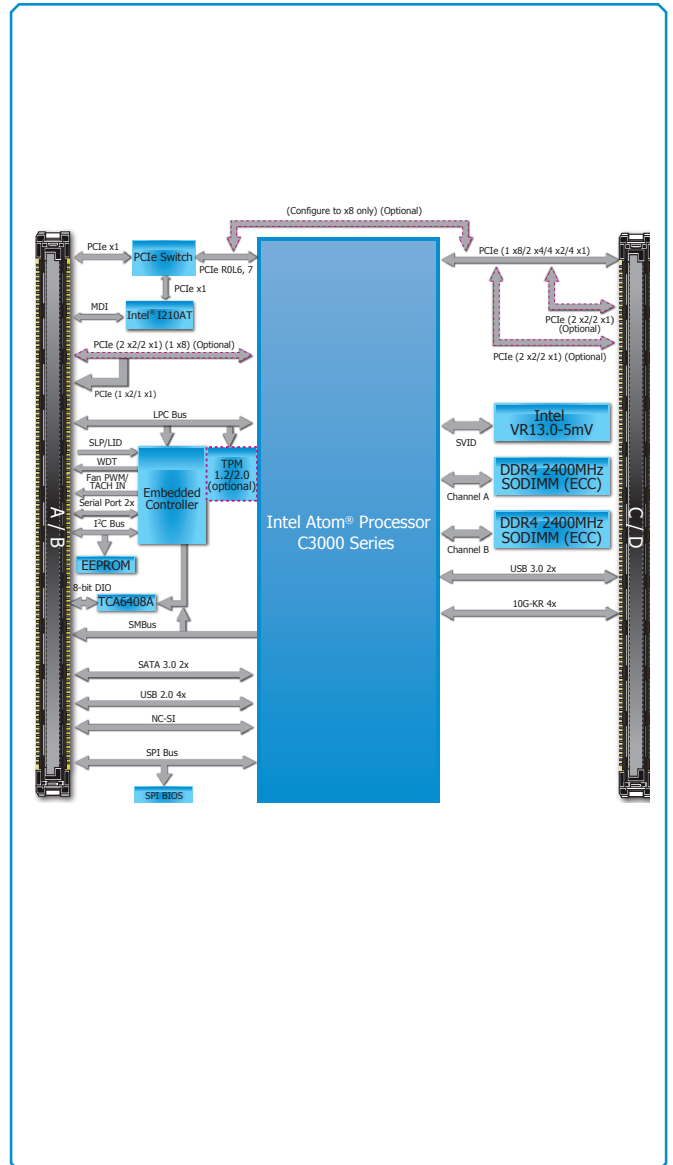 (Configure to x8 only) (Optional)
PCIe x1
PCIe Switch
PCIe R0L6, 7
PCIe x1
MDI
Intel® I210AT
PCIe (2 x2/2 x1) (1 x8) (Optional)
PCIe (1 x2/1 x1)
LPC Bus
SLP/LID
WDT
Fan PWM/
TACH IN
Serial Port 2x
I²C Bus
Embedded
Controller
TPM
1.2/2.0
(optional)
EEPROM
8-bit DIO
TCA6408A
SMBus
SATA 3.0 2x
USB 2.0 4x
NC-SI
SPI Bus
SPI BIOS
A / B
Intel Atom® Processor
C3000 Series
PCIe (1 x8/2 x4/4 x2/4 x1)
PCIe (2 x2/2 x1)
(Optional)
PCIe (2 x2/2 x1) (Optional)
Intel
VR13.0-5mV
SVID
DDR4 2400MHz
SODIMM (ECC)
Channel A
DDR4 2400MHz
SODIMM (ECC)
Channel B
USB 3.0 2x
10G-KR 4x
C / D